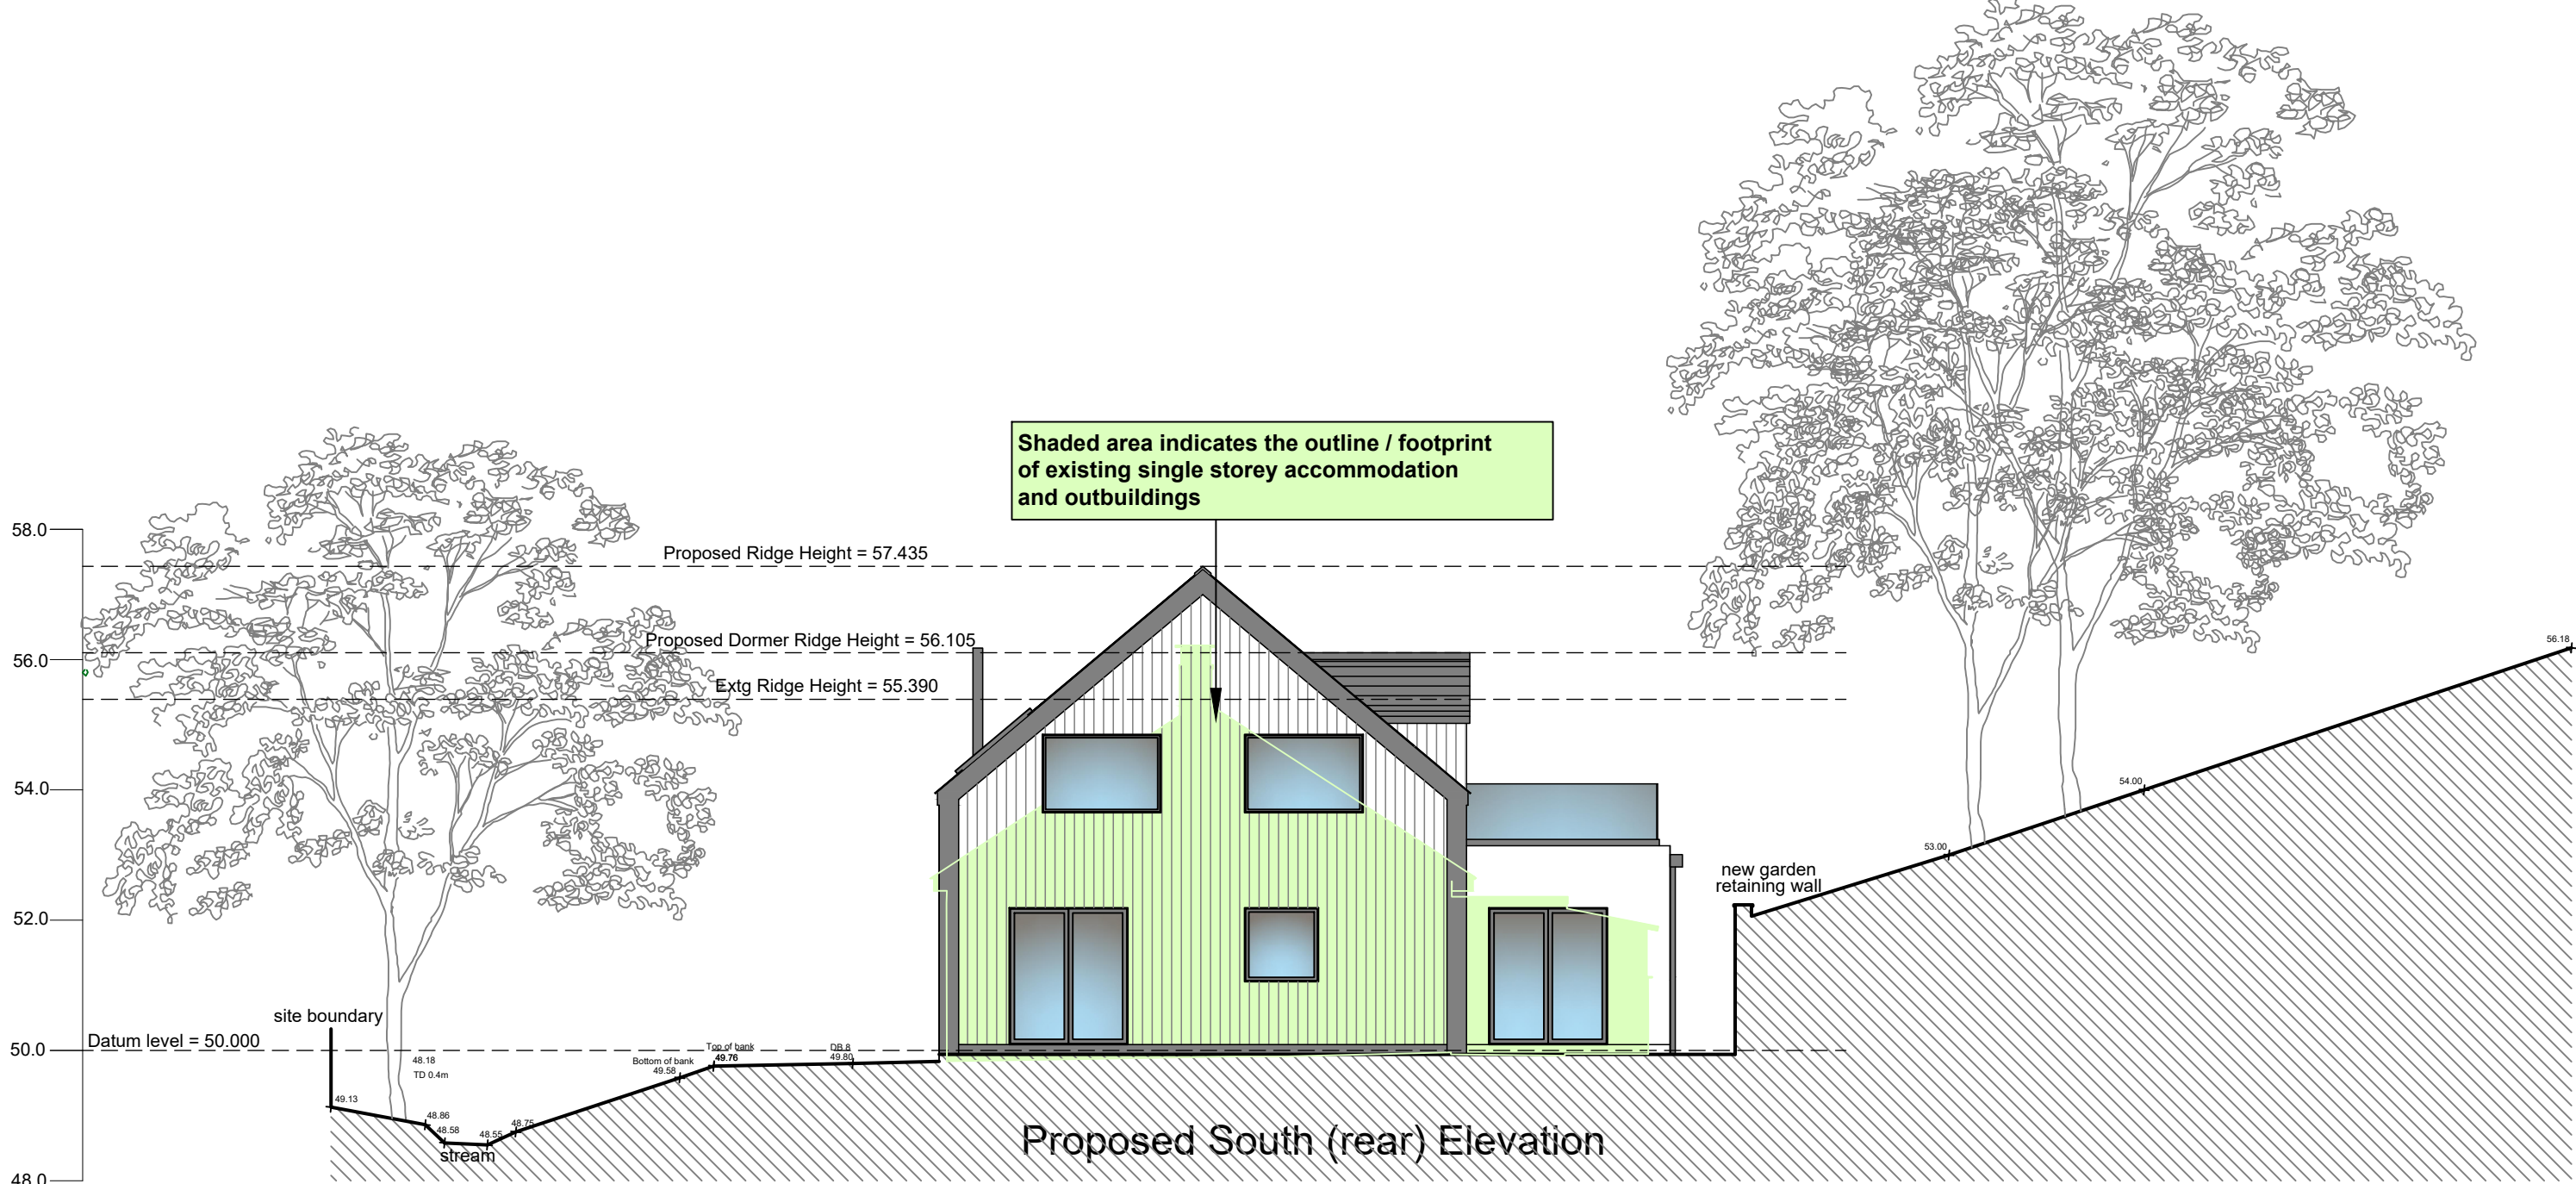 Shaded area indicates the outline / footprint
of existing single storey accommodation
and outbuildings
58.0
Proposed Ridge Height = 57.435
56.0
Proposed Dormer Ridge Height = 56.105
56.18
Extg Ridge Height = 55.390
54.0
54.00
53.00
new garden
retaining wall
52.0
site boundary
50.0
Datum level = 50.000
48.18
TD 0.4m
Bottom of bank
49.58
Top of bank
49.76
DB 8
49.80
49.13
48.86
48.58
48.55
48.75
stream
Proposed South (rear) Elevation
48.0